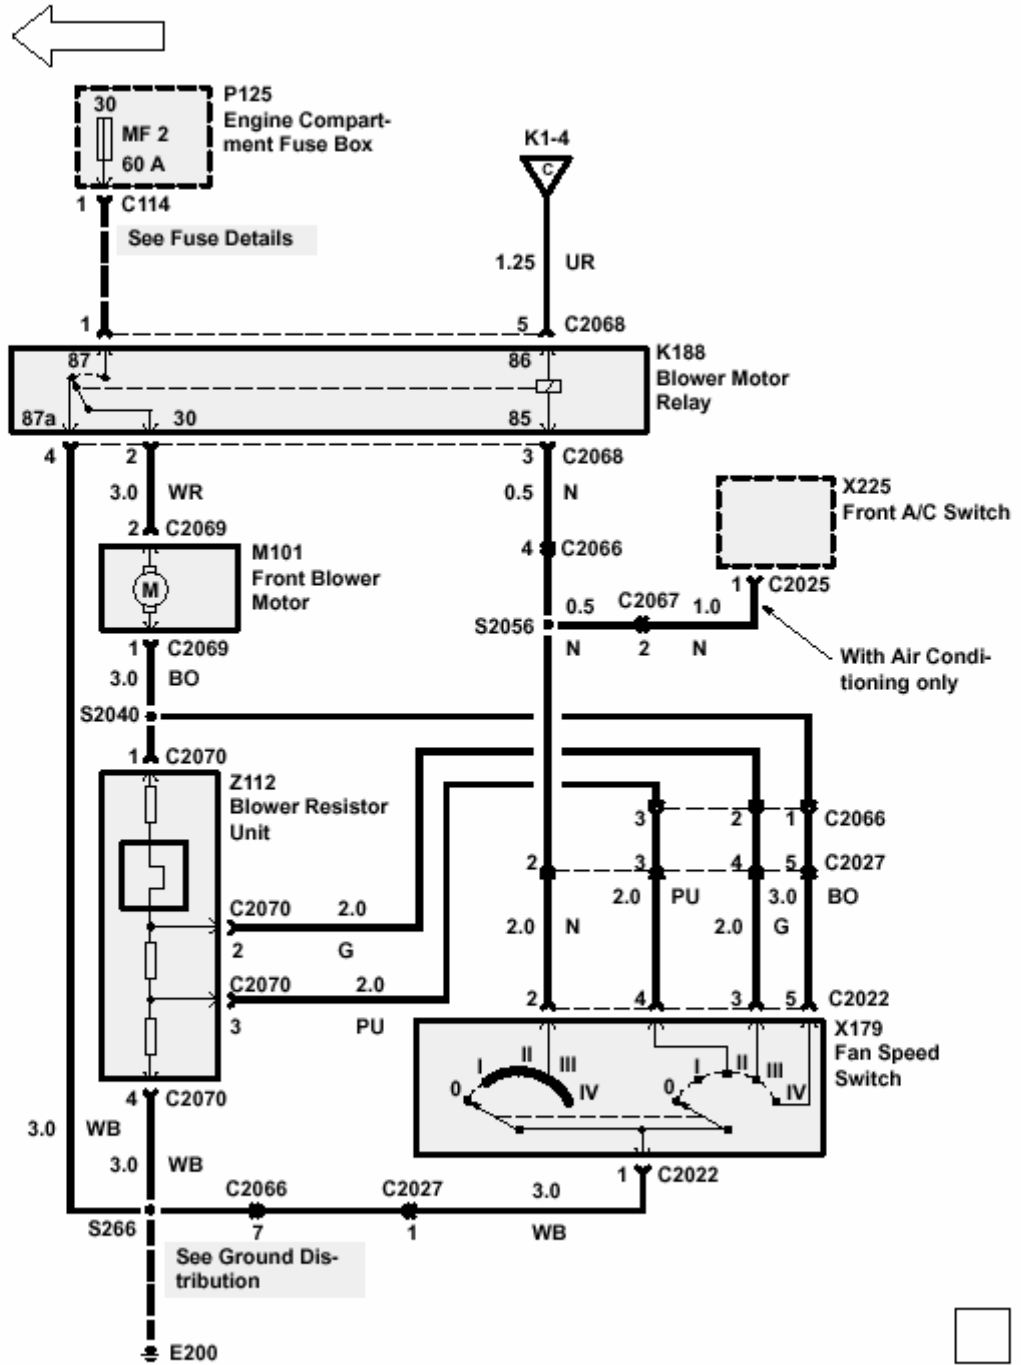 30
MF 2
60 A
P125
Engine Compart-
ment Fuse Box
1 C114
See Fuse Details
K1-4
C
1.25 UR
1 5 C2068
87 86
87a 30 85
K188
Blower Motor
Relay
4 2 3 C2068
3.0 WR 0.5 N
2 C2069
4 C2066
X225
Front A/C Switch
M
M101
Front Blower
Motor
1 C2025
1 C2069
3.0 BO
S2056
0.5 C2067 1.0
N 2 N
With Air Condi-
tioning only
S2040
1 C2070
Z112
Blower Resistor
Unit
3 2 1 C2066
2 3 4 5 C2027
2.0 PU 3.0 BO
2.0 N 2.0 G
C2070 2.0
2 G
C2070 2.0
3 PU
2 4 3 5 C2022
X179
Fan Speed
Switch
0 I II III IV
0 I II III IV
4 C2070
3.0 WB
3.0 WB
1 C2022
C2066 C2027 3.0
S266 7 1 WB
See Ground Dis-
tribution
E200